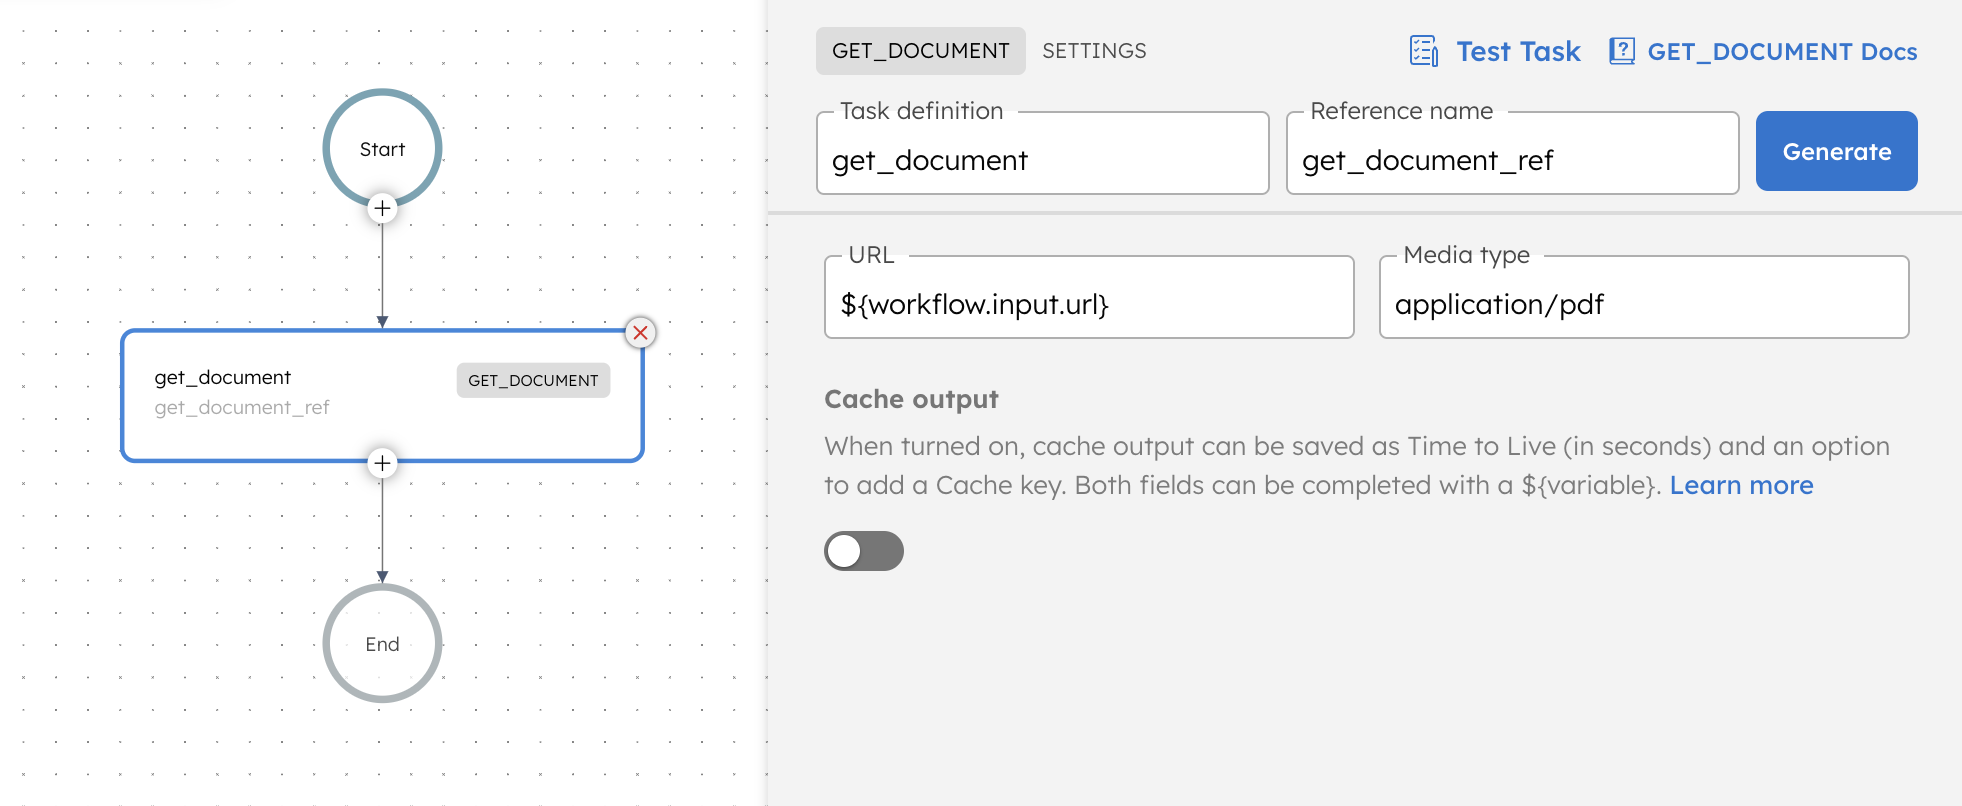 Start
get_document
GET_DOCUMENT
get_document_ref
End
GET_DOCUMENT SETTINGS Test Task GET_DOCUMENT Docs
Task definition
get_document
Reference name
get_document_ref
Generate
URL
${workflow.input.url}
Media type
application/pdf
Cache output
When turned on, cache output can be saved as Time to Live (in seconds) and an option
to add a Cache key. Both fields can be completed with a ${variable}. Learn more